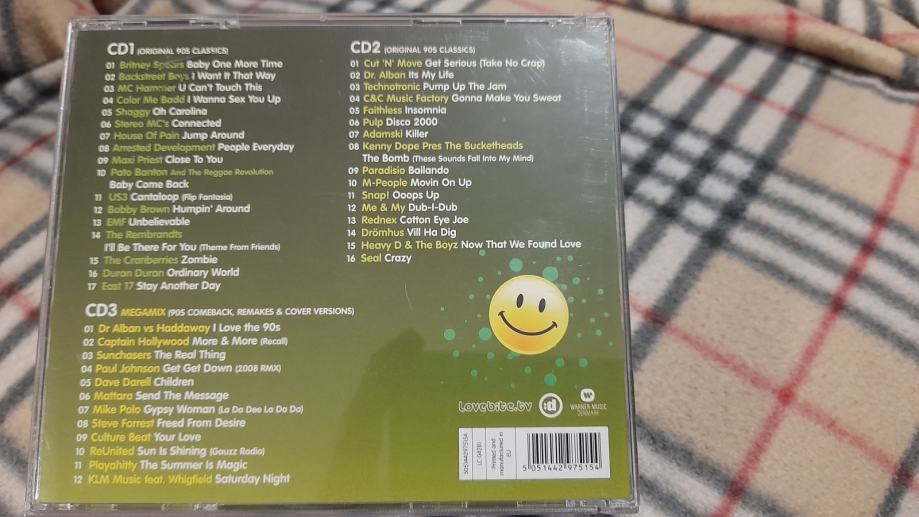 CD1 (ORIGINAL 90S CLASSICS)
01 Britney Spears Baby One More Time
02 Backstreet Boys I Want It That Way
03 MC Hammer U Can't Touch This
04 Color Me Badd I Wanna Sex You Up
05 Shaggy Oh Carolina
06 Stereo MC's Connected
07 House Of Pain Jump Around
08 Arrested Development People Everyday
09 Maxi Priest Close To You
10 Pato Banton And The Reggae Revolution
Baby Come Back
11 US3 Cantaloop (Flip Fantasia)
12 Bobby Brown Humpin' Around
13 EMF Unbelievable
14 The Rembrandts
I'll Be There For You (Theme From Friends)
15 The Cranberries Zombie
16 Duran Duran Ordinary World
17 East 17 Stay Another Day
CD2 (ORIGINAL 90S CLASSICS)
01 Cut 'N' Move Get Serious (Take No Crap)
02 Dr. Alban Its My Life
03 Technotronic Pump Up The Jam
04 C&C Music Factory Gonna Make You Sweat
05 Faithless Insomnia
06 Pulp Disco 2000
07 Adamski Killer
08 Kenny Dope Pres The Bucketheads
The Bomb (These Sounds Fall Into My Mind)
09 Paradisio Bailando
10 M-People Movin On Up
11 Snap! Ooops Up
12 Me & My Dub-I-Dub
13 Rednex Cotton Eye Joe
14 Drömhus Vill Ha Dig
15 Heavy D & The Boyz Now That We Found Love
16 Seal Crazy
CD3 MEGAMIX (90S COMEBACK, REMAKES & COVER VERSIONS)
01 Dr Alban vs Haddaway I Love the 90s
02 Captain Hollywood More & More (Recall)
03 Sunchasers The Real Thing
04 Paul Johnson Get Get Down (2008 RMX)
05 Dave Darell Children
06 Mattara Send The Message
07 Mike Polo Gypsy Woman (La Da Dee La Da Da)
08 Steve Forrest Freed From Desire
09 Culture Beat Your Love
10 ReUnited Sun Is Shining (Gauzz Radio)
11 Playahitty The Summer Is Magic
12 KLM Music feat. Whigfield Saturday Night
Lovebite.tv
:d
WARNER MUSIC
DENMARK
5051442975154
LC 04281
Printed and
manufactured in
EU
5 051442 975154